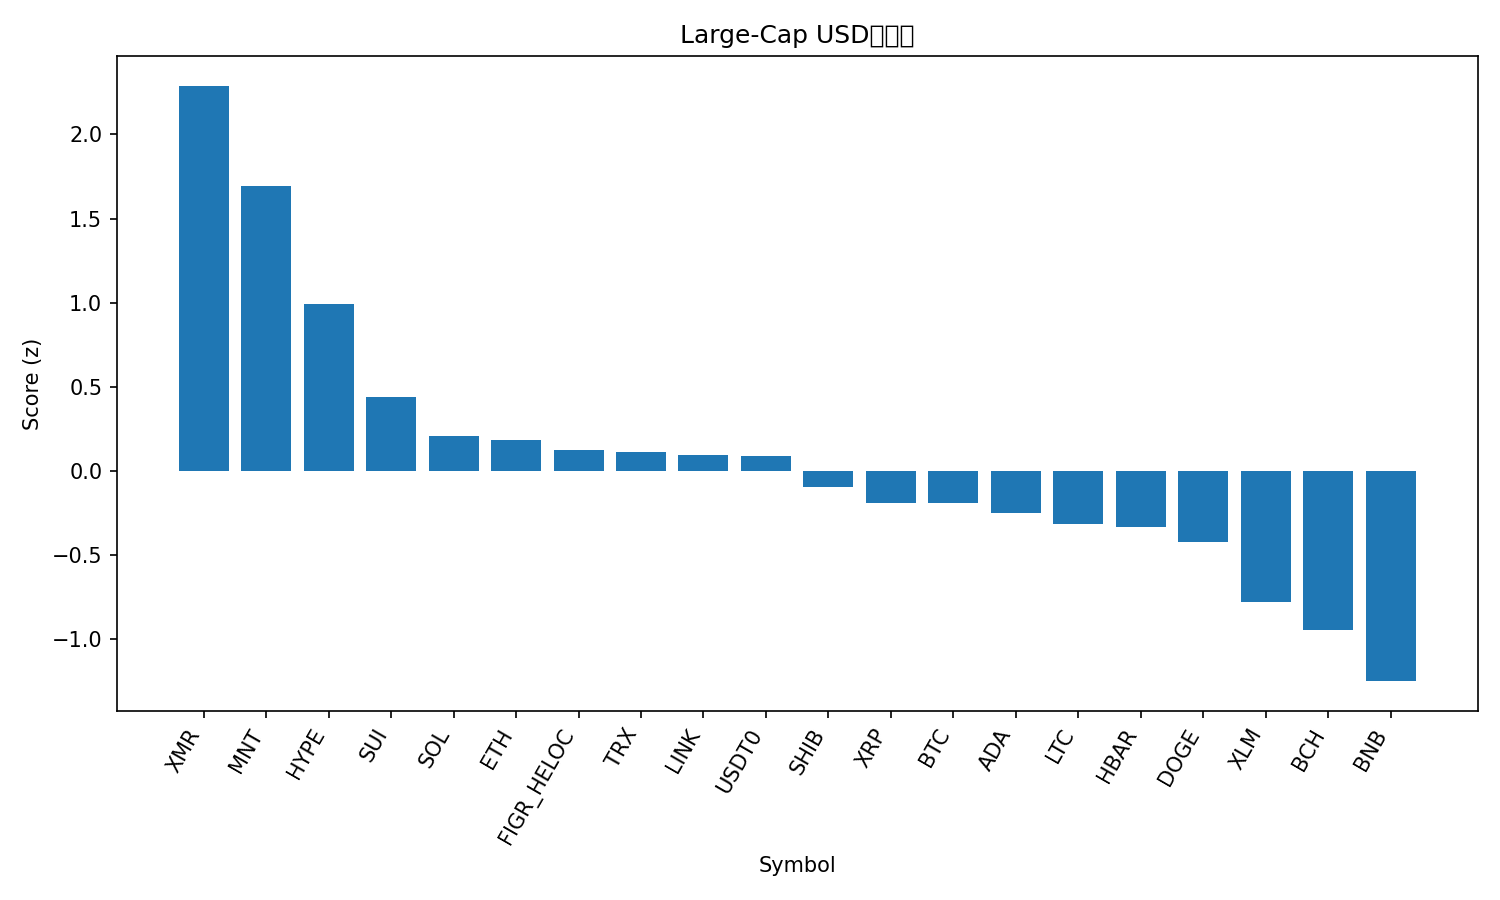 Large-Cap USD
Score (z)
2.0
1.5
1.0
0.5
0.0
−0.5
−1.0
XMR
MNT
HYPE
SUI
SOL
ETH
FIGR_HELOC
TRX
LINK
USDT0
SHIB
XRP
BTC
ADA
LTC
HBAR
DOGE
XLM
BCH
BNB
Symbol